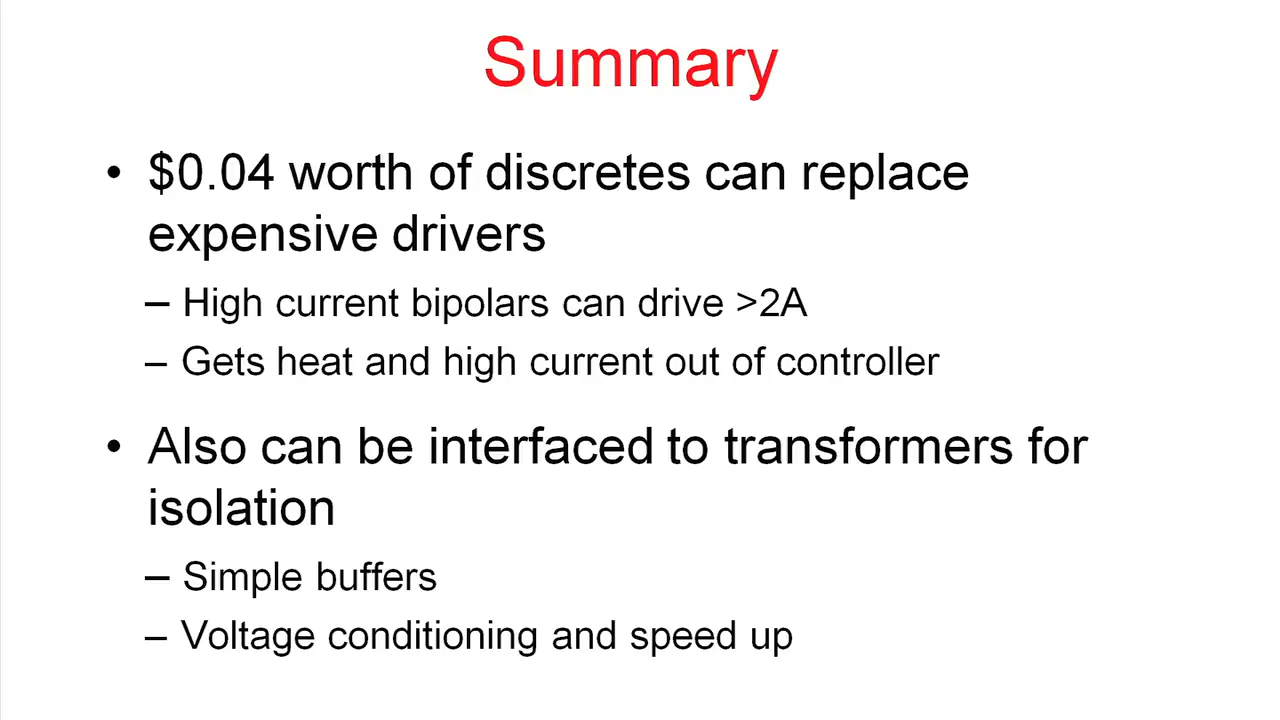 Summary
• $0.04 worth of discretes can replace
expensive drivers
– High current bipolars can drive >2A
– Gets heat and high current out of controller
• Also can be interfaced to transformers for
isolation
– Simple buffers
– Voltage conditioning and speed up